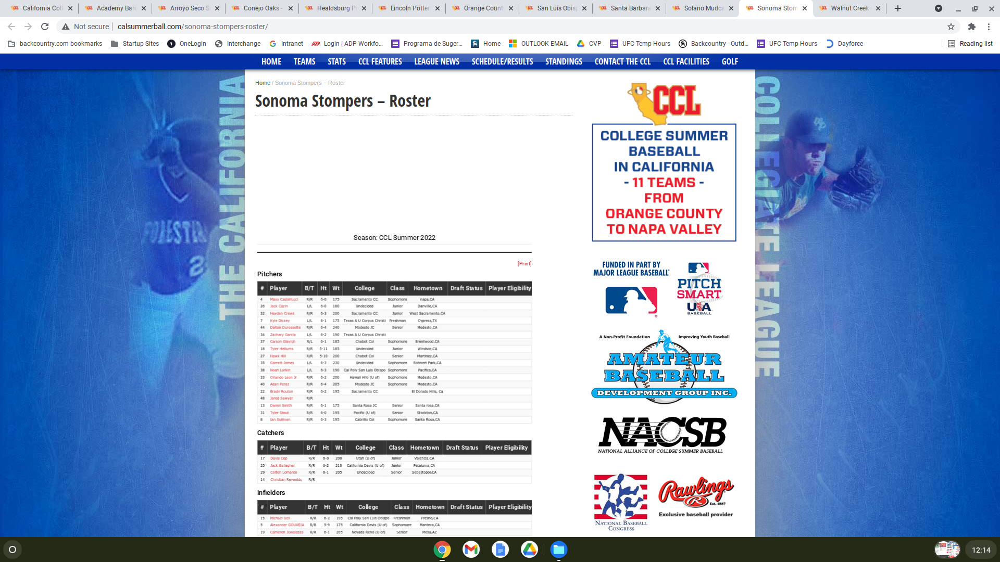 California Coll
Academy Barc
Arroyo Seco S
Conejo Oaks -
Healdsburg P
Lincoln Potter
Orange Count
San Luis Obis
Santa Barbara
Solano Mudca
Sonoma Stom
Walnut Creek
Not secure
calsummerball.com/sonoma-stompers-roster/
backcountry.com bookmarks
Startup Sites
OneLogin
Interchange
Intranet
Login | ADP Workfo...
Programa de Suger...
Home
OUTLOOK EMAIL
CVP
UFC Temp Hours
Backcountry - Outd...
UFC Temp Hours
Dayforce
Reading list
HOME TEAMS STATS CCL FEATURES LEAGUE NEWS SCHEDULE/RESULTS STANDINGS CONTACT THE CCL CCL FACILITIES GOLF
THE CALIFORNIA
COLLEGIATE LEAGUE
Home / Sonoma Stompers – Roster
Sonoma Stompers – Roster
Season: CCL Summer 2022
[Print]
Pitchers
# Player B/T Ht Wt College Class Hometown Draft Status Player Eligibility
4 Maxx Castellucci R/R 6-0 175 Sacramento CC Sophomore napa,CA
26 Jack Cazin L/L 6-0 180 Undecided Junior Danville,CA
32 Hayden Crews R/R 6-3 200 Sacramento CC Junior West Sacramento,CA
7 Kyle Dickey L/L 6-1 175 Texas A U Corpus Christi Freshman Cypress,TX
44 Dalton Durossette R/R 6-4 240 Modesto JC Senior Modesto,CA
34 Zachary Garcia L/L 6-2 190 Texas A U Corpus Christi
37 Carson Glavich R/L 6-1 185 Chabot Col Sophomore Brentwood,CA
18 Tyler Hellums R/R 5-11 185 Undecided Junior Windsor,CA
27 Hawk Hill R/R 5-10 200 Chabot Col Senior Martinez,CA
35 Garrett James L/L 6-3 230 Undecided Sophomore Rohnert Park,CA
38 Noah Larkin L/L 6-3 190 Cal Poly San Luis Obispo Sophomore Pacifica,CA
33 Orlando Leon Jr R/R 6-2 200 Hawaii Hilo (U of) Sophomore Modesto,CA
40 Adan Perez R/R 6-4 205 Modesto JC Sophomore Modesto,CA
22 Brady Routon R/R 6-2 195 Sacramento CC El Dorado Hills, Ca
48 Jared Sawyer R/R
13 Daniel Smith R/R 6-1 175 Santa Rosa JC Senior Santa rosa,CA
31 Tyler Stout R/R 6-0 195 Pacific (U of) Senior Stockton,CA
8 Ian Sullivan R/R 6-3 195 Cabrillo Col Sophomore Santa Rosa,CA
Catchers
# Player B/T Ht Wt College Class Hometown Draft Status Player Eligibility
17 Davis Cop R/R 6-0 200 Utah (U of) Junior Valencia,CA
25 Jack Gallagher R/R 6-2 210 California Davis (U of) Junior Petaluma,CA
29 Colton Lomanto R/R 6-1 205 Undecided Senior Sebastopol,CA
14 Christian Reynolds R/R
Infielders
# Player B/T Ht Wt College Class Hometown Draft Status Player Eligibility
15 Michael Bell R/R 6-2 195 Cal Poly San Luis Obispo Freshman Fresno,CA
5 Alexander GOUVEIA R/R 5-9 175 California Davis (U of) Sophomore Manteca,CA
19 Cameron Jowaiszas R/R 6-1 205 Nevada Reno (U of) Senior Mesa,AZ
CCL
COLLEGE SUMMER
BASEBALL
IN CALIFORNIA
- 11 TEAMS -
FROM
ORANGE COUNTY
TO NAPA VALLEY
FUNDED IN PART BY
MAJOR LEAGUE BASEBALL
PITCH
SMART
USA
BASEBALL
A Non-Profit Foundation Improving Youth Baseball
AMATEUR
BASEBALL
DEVELOPMENT GROUP INC.
NACSB
NATIONAL ALLIANCE OF COLLEGE SUMMER BASEBALL
NATIONAL BASEBALL
CONGRESS
Rawlings
Est. 1887
Exclusive baseball provider
12:14